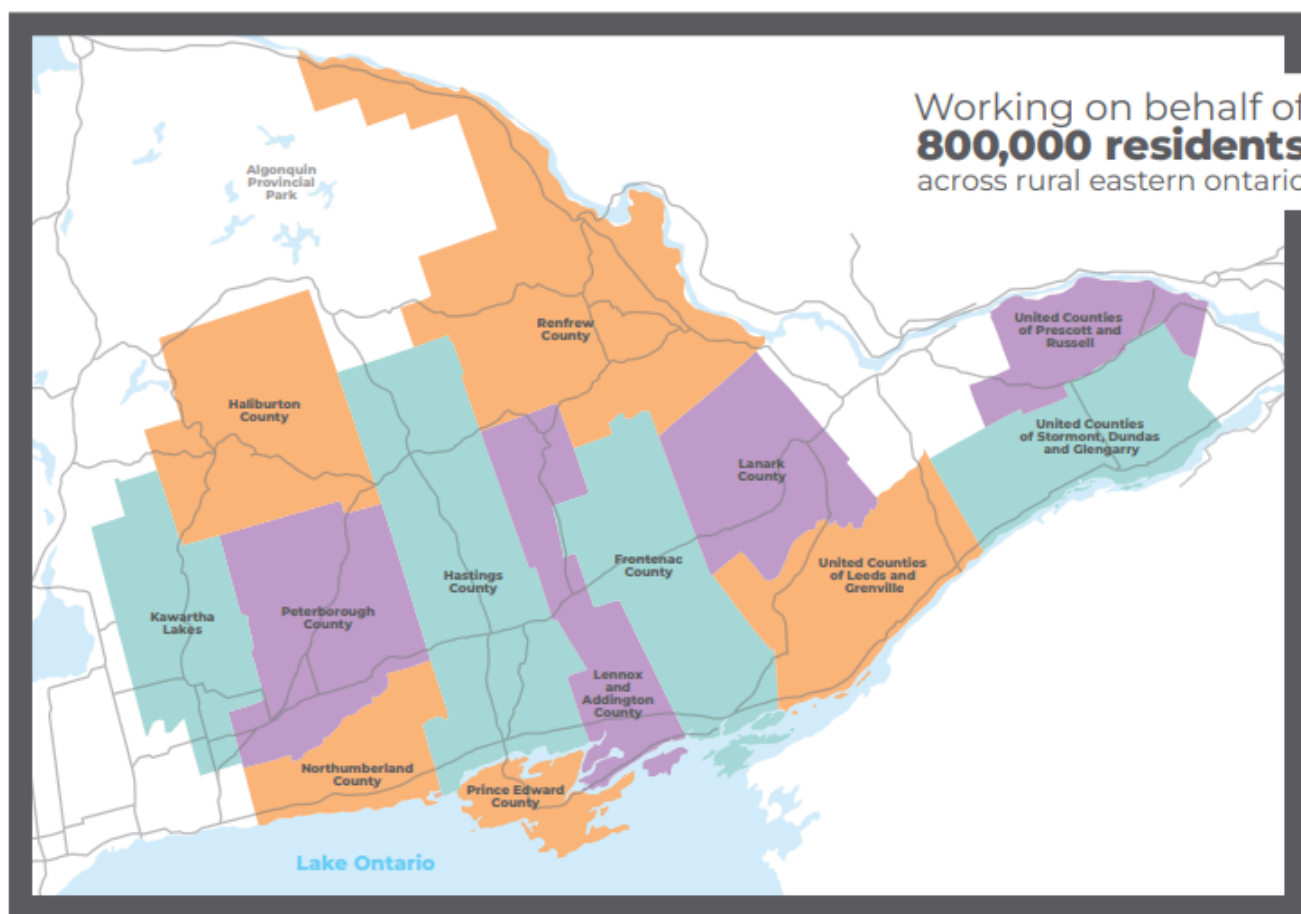 Working on behalf of
800,000 residents
across rural eastern ontario
Algonquin
Provincial
Park
Renfrew
County
United Counties
of Prescott and
Russell
Haliburton
County
United Counties
of Stormont, Dundas
and Glengarry
Lanark
County
Frontenac
County
United Counties
of Leeds and
Grenville
Hastings
County
Peterborough
County
Kawartha
Lakes
Lennox
and
Addington
County
Northumberland
County
Prince Edward
County
Lake Ontario